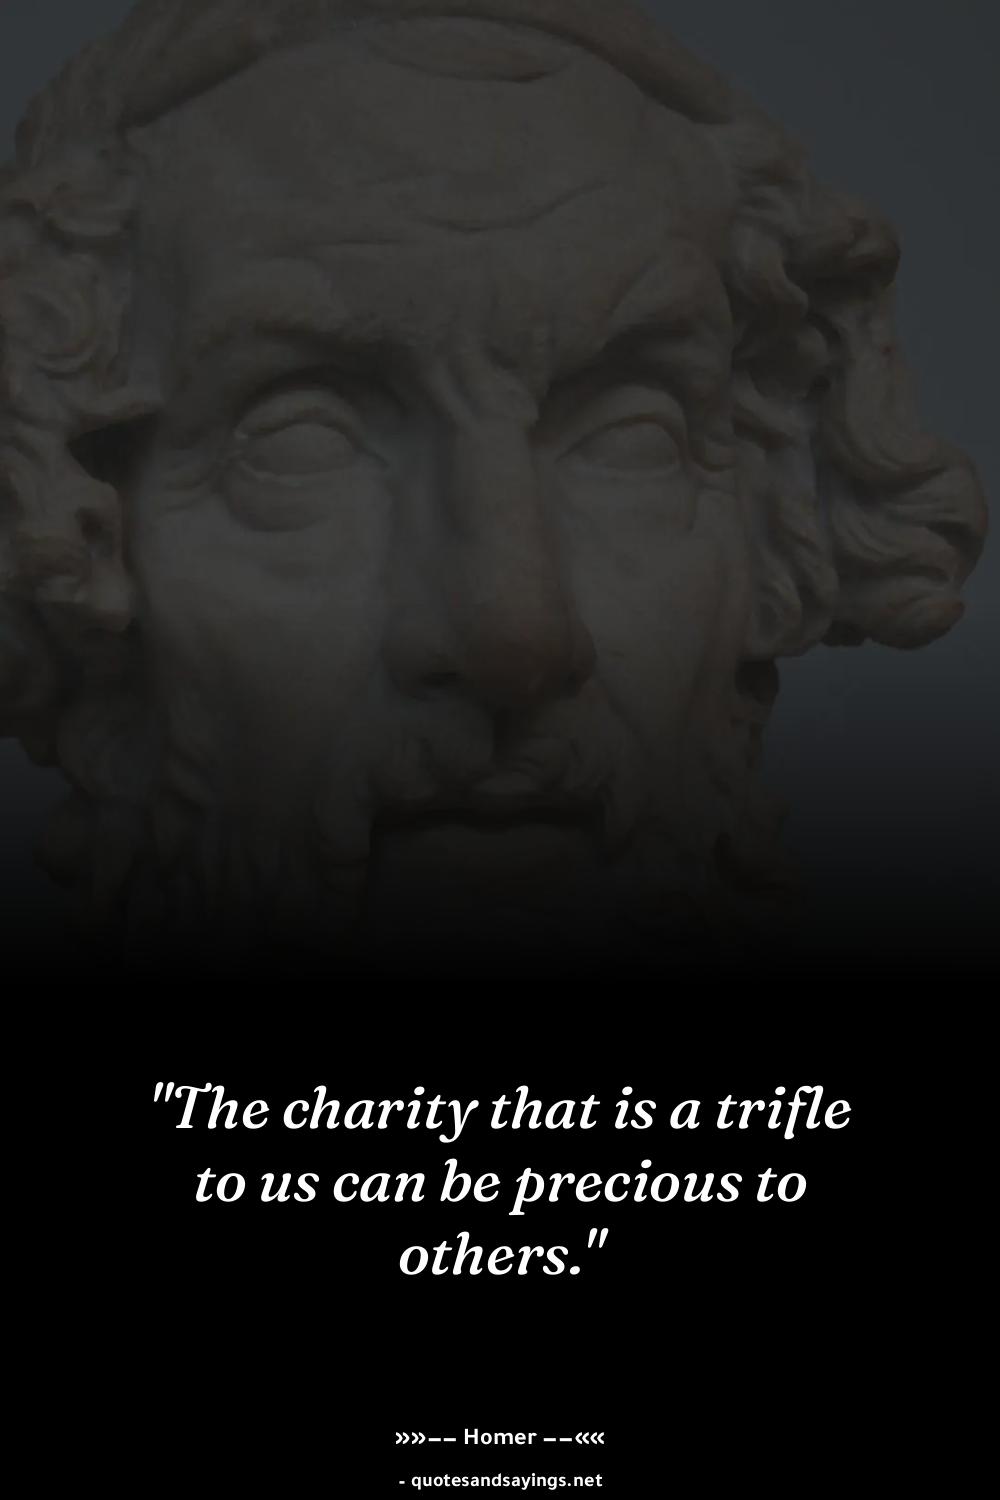 "The charity that is a trifle
to us can be precious to
others."
»»–– Homer ––««
- quotesandsayings.net